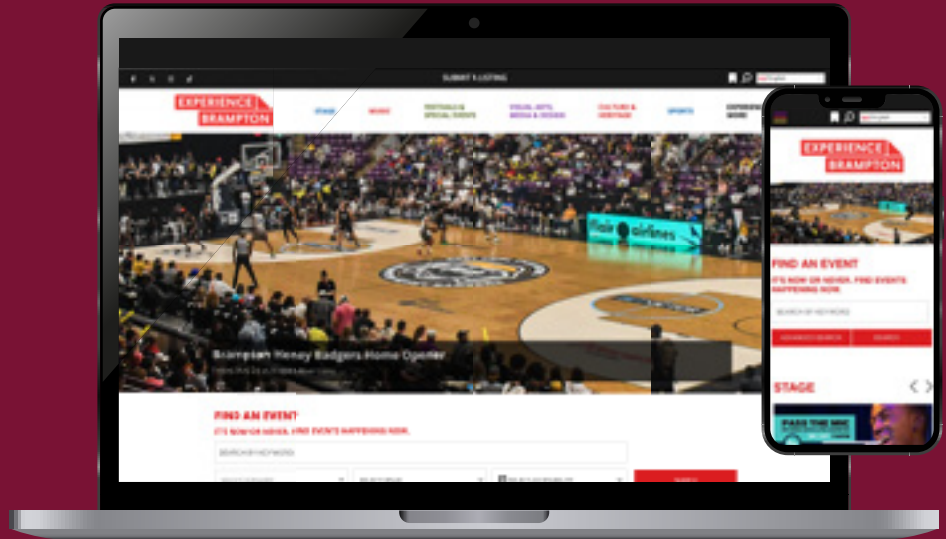 SUBMIT A LISTING
EXPERIENCE
BRAMPTON
STAGE
MUSIC
FESTIVALS &
SPECIAL EVENTS
VISUAL ARTS,
MEDIA & DESIGN
CULTURE &
HERITAGE
SPORTS
EXPERIENCE
MORE
flair airlines
Brampton Honey Badgers Home Opener
FIND AN EVENT
IT'S NOW OR NEVER, FIND EVENTS HAPPENING NOW.
SEARCH BY KEYWORD
EXPERIENCE
BRAMPTON
FIND AN EVENT
IT'S NOW OR NEVER, FIND EVENTS
HAPPENING NOW.
SEARCH BY KEYWORD
ADVANCED SEARCH
SEARCH
STAGE
PASS THE MIC